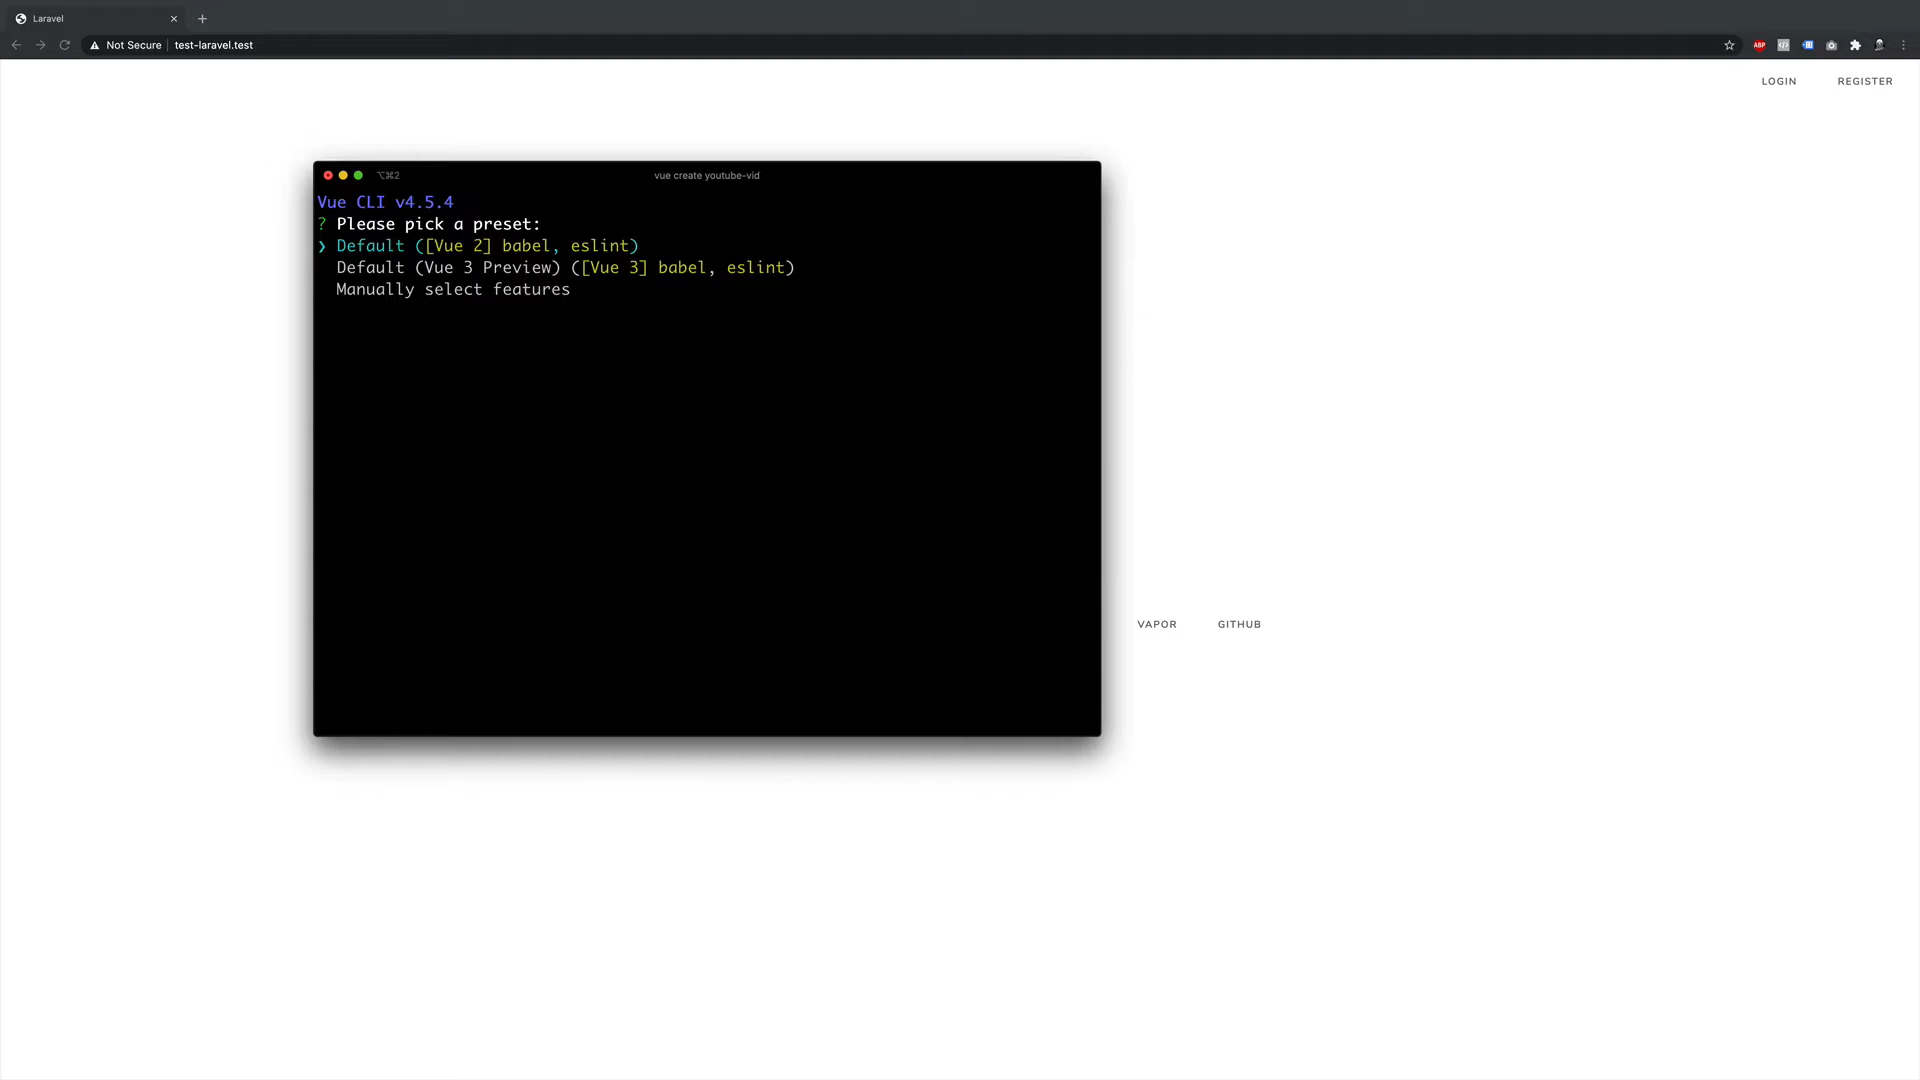 Laravel
Not Secure test-laravel.test
ABP
LOGIN REGISTER
⌥⌘2 vue create youtube-vid
Vue CLI v4.5.4
? Please pick a preset:
❯ Default ([Vue 2] babel, eslint)
Default (Vue 3 Preview) ([Vue 3] babel, eslint)
Manually select features
VAPOR GITHUB